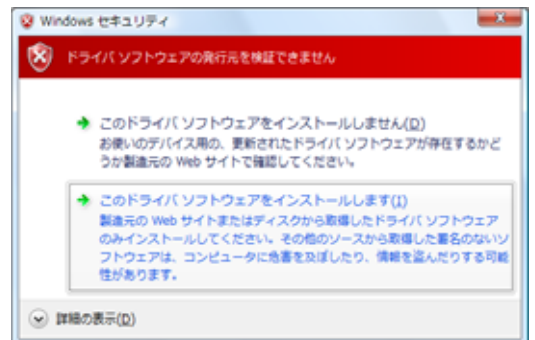 Windows セキュリティ
ドライバ ソフトウェアの発行元を検証できません
このドライバ ソフトウェアをインストールしません(D)
お使いのデバイス用の、更新されたドライバ ソフトウェアが存在するかど
うか製造元の Web サイトで確認してください。
このドライバ ソフトウェアをインストールします(I)
製造元の Web サイトまたはディスクから取得したドライバ ソフトウェア
のみインストールしてください。その他のソースから取得した署名のないソ
フトウェアは、コンピュータに危害を及ぼしたり、情報を盗んだりする可能
性があります。
詳細の表示(D)